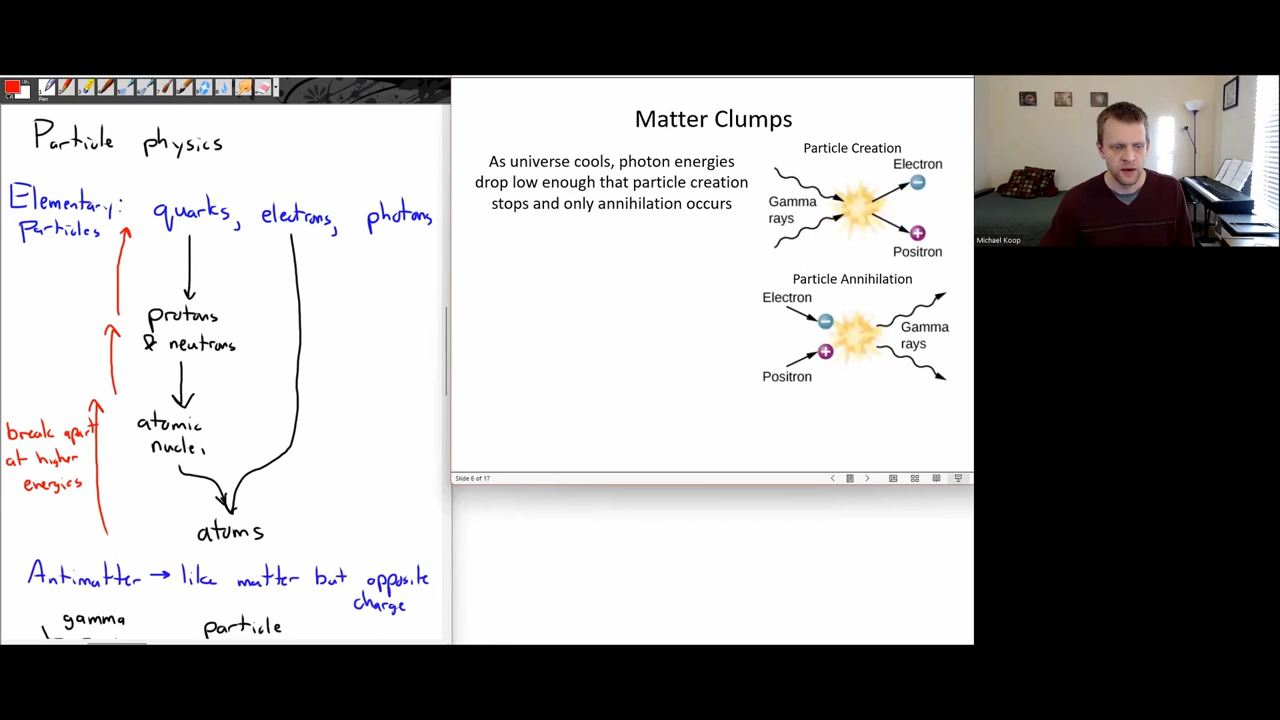 Pen
Particle physics
Elementary: quarks, electrons, photons
Particles
protons
& neutrons
atomic
nuclei
break apart
at higher
energies
atoms
Antimatter → like matter but opposite
charge
gamma
particle
Matter Clumps
As universe cools, photon energies
drop low enough that particle creation
stops and only annihilation occurs
Particle Creation
Electron
Gamma
rays
Positron
Particle Annihilation
Electron
Gamma
rays
Positron
Slide 6 of 17
Michael Koop